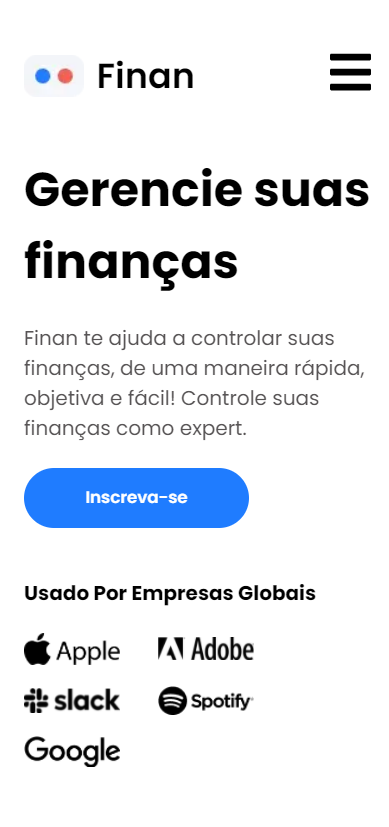 Finan
Gerencie suas
finanças
Finan te ajuda a controlar suas
finanças, de uma maneira rápida,
objetiva e fácil! Controle suas
finanças como expert.
Inscreva-se
Usado Por Empresas Globais
Apple Adobe
slack Spotify
Google